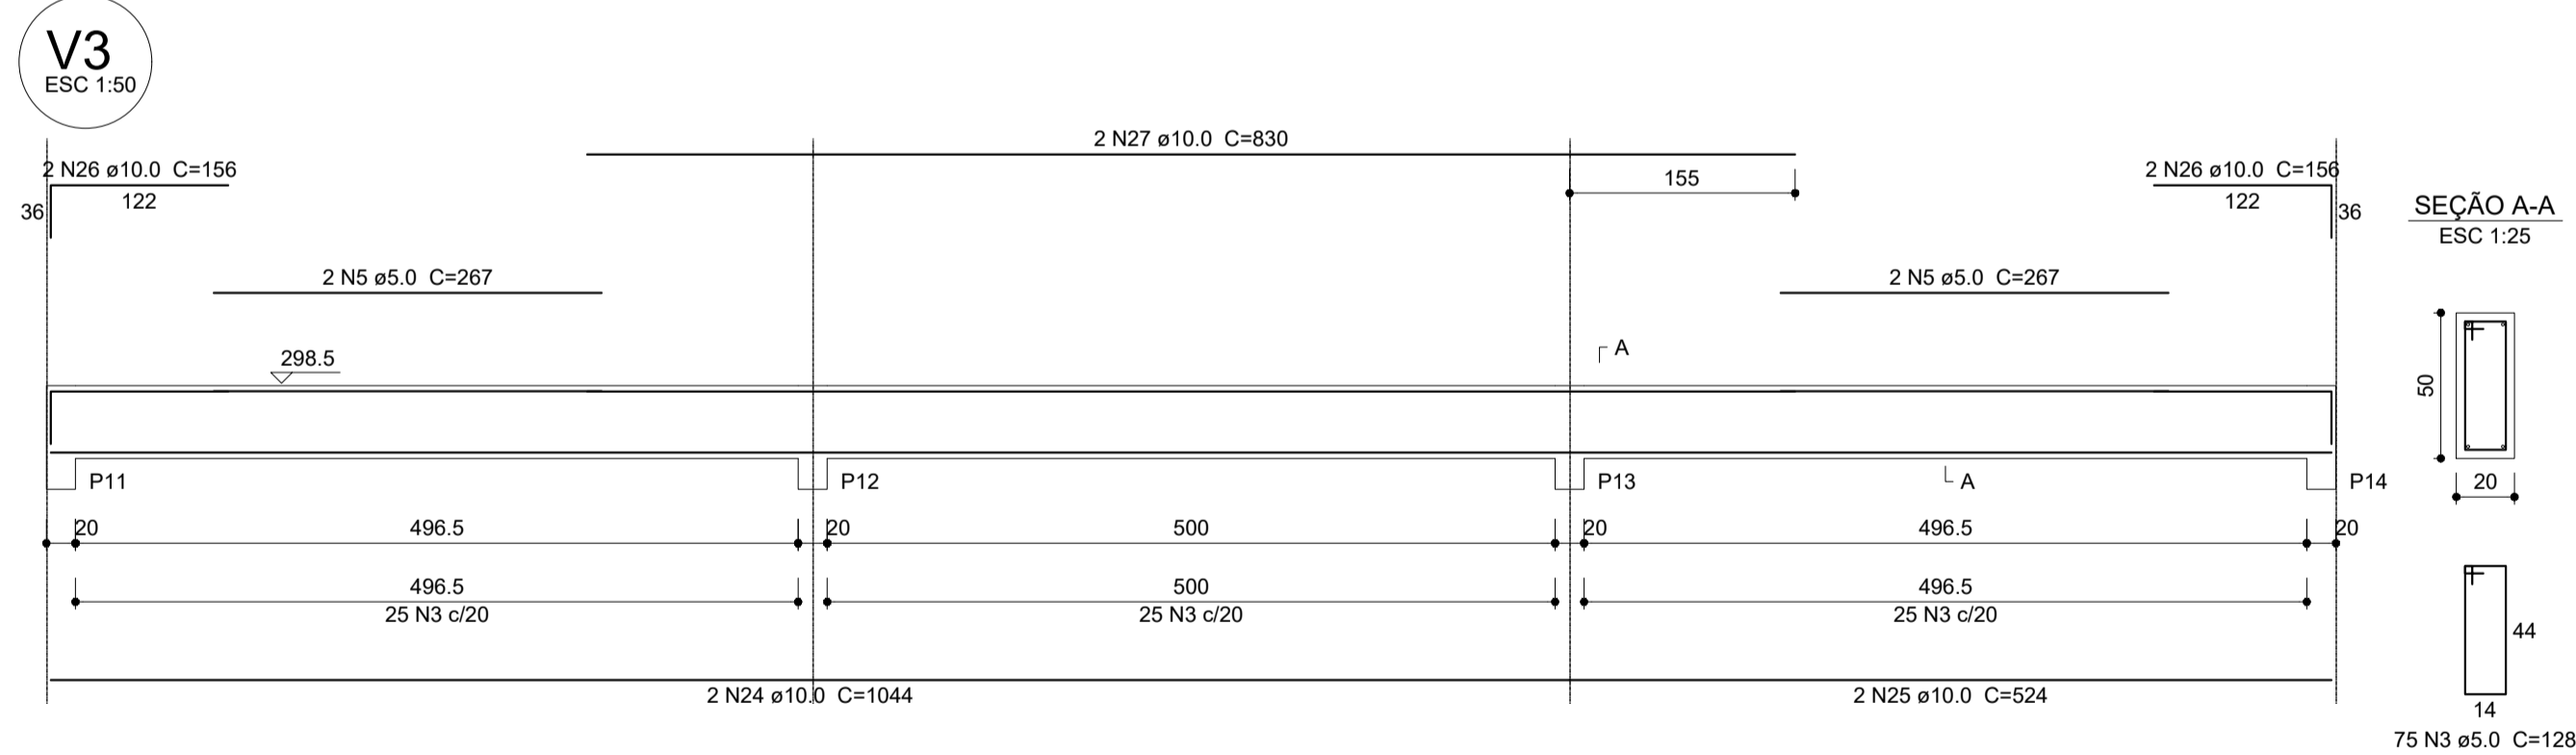 V3
ESC 1:50
2 N27 ø10.0 C=830
2 N26 ø10.0 C=156
122
36
155
2 N26 ø10.0 C=156
122
36
SEÇÃO A-A
ESC 1:25
2 N5 ø5.0 C=267
2 N5 ø5.0 C=267
298.5
A
50
20
P11
P12
P13
A
P14
20
496.5
20
500
20
496.5
20
496.5
25 N3 c/20
500
25 N3 c/20
496.5
25 N3 c/20
44
14
75 N3 ø5.0 C=128
2 N24 ø10.0 C=1044
2 N25 ø10.0 C=524